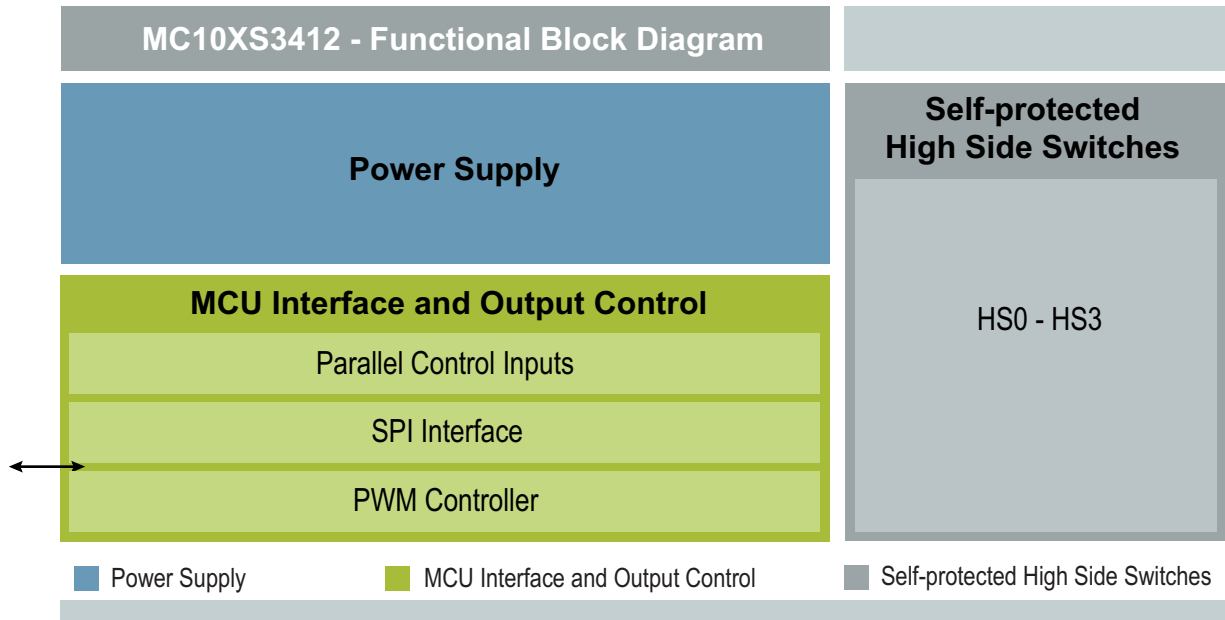 MC10XS3412 - Functional Block Diagram
Power Supply
MCU Interface and Output Control
Parallel Control Inputs
SPI Interface
PWM Controller
Self-protected
High Side Switches
HS0 - HS3
Power Supply
MCU Interface and Output Control
Self-protected High Side Switches